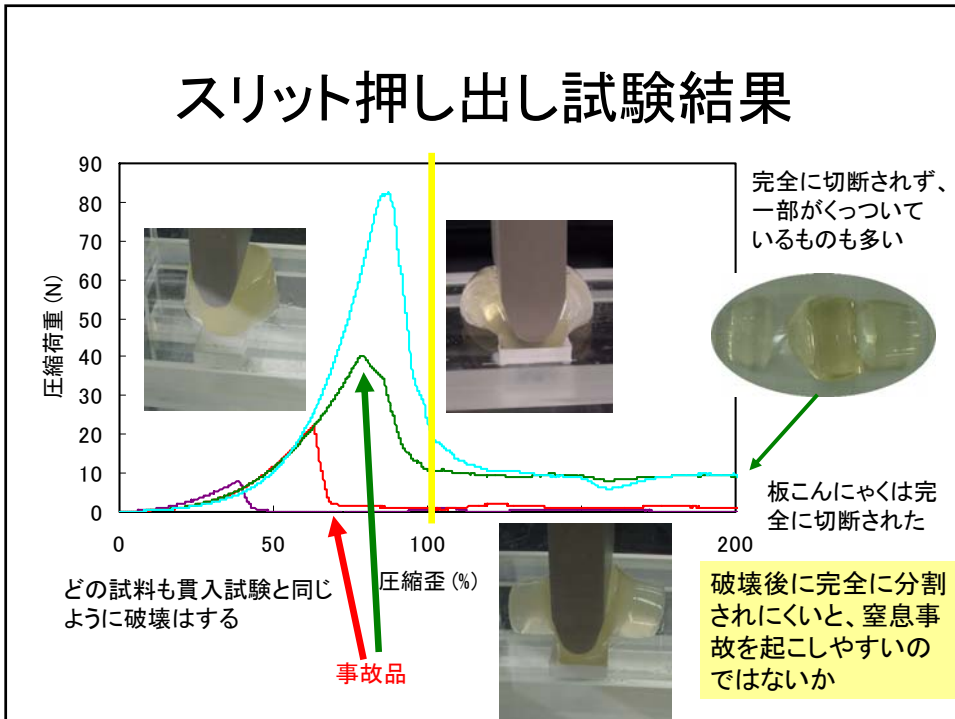 スリット押し出し試験結果
90
80
70
60
50
40
30
20
10
0
圧縮荷重(N)
0
50
100
200
圧縮歪(%)
完全に切断されず、
一部がくっついて
いるものも多い
板こんにゃくは完
全に切断された
どの試料も貫入試験と同じ
ように破壊はする
事故品
破壊後に完全に分割
されにくいと、窒息事
故を起こしやすいの
ではないか